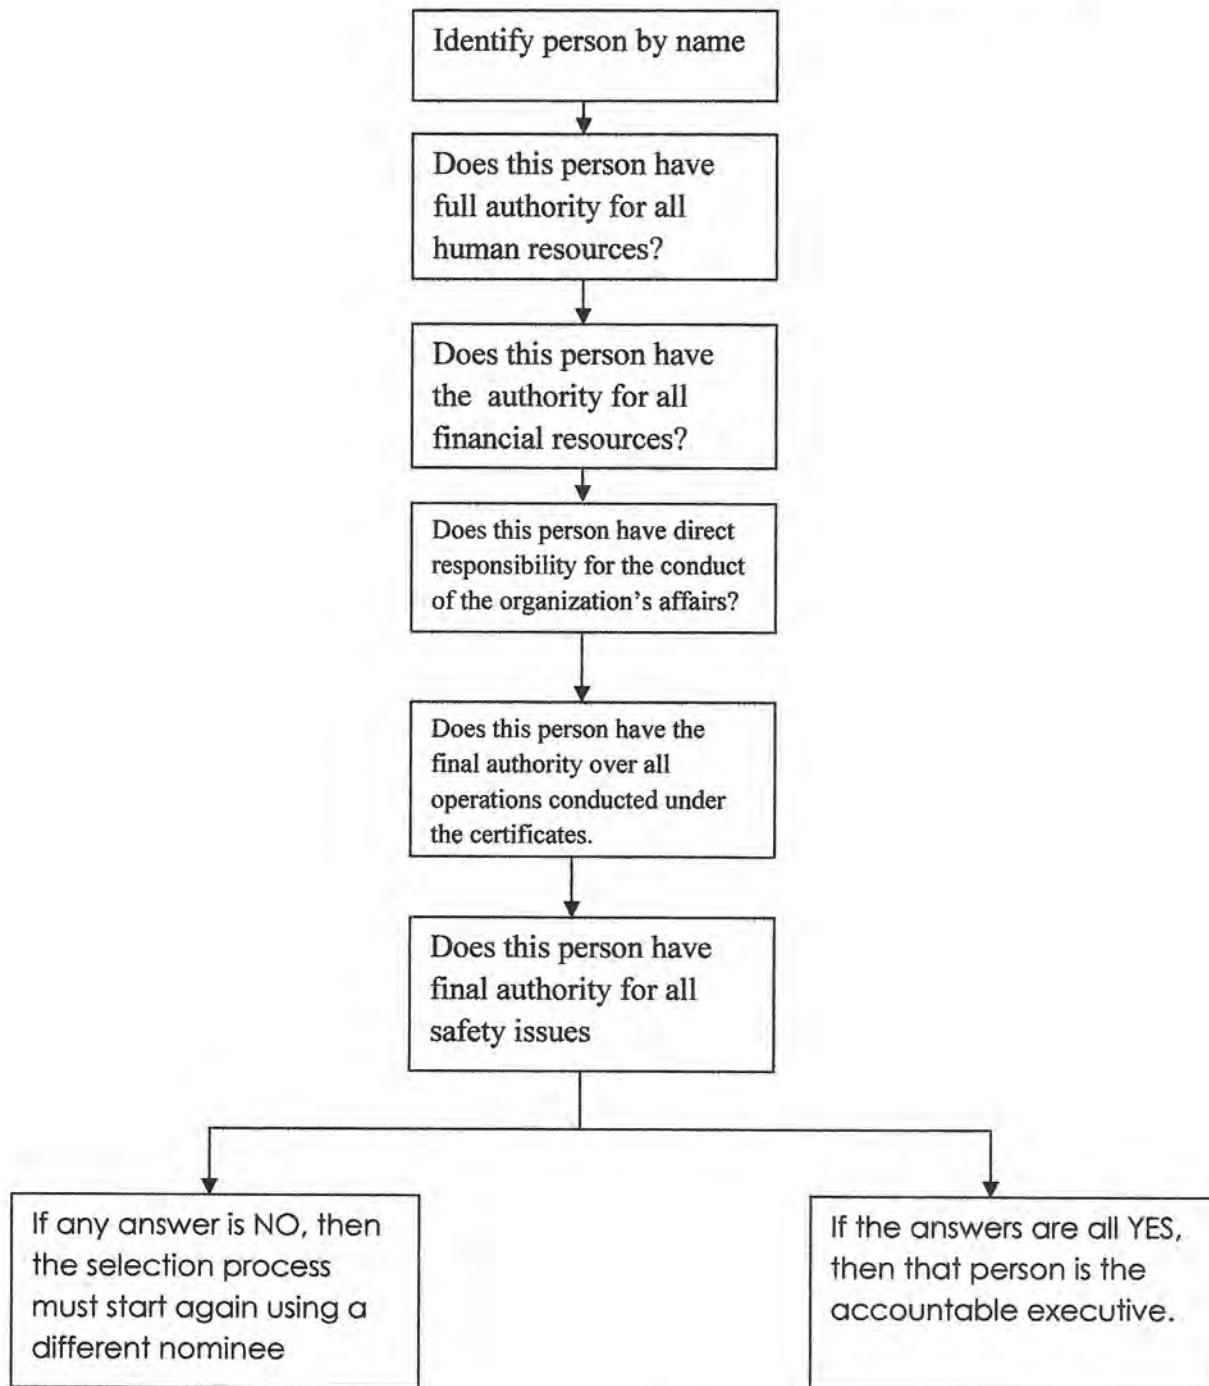 Identify person by name
Does this person have
full authority for all
human resources?
Does this person have
the authority for all
financial resources?
Does this person have direct
responsibility for the conduct
of the organization's affairs?
Does this person have the
final authority over all
operations conducted under
the certificates.
Does this person have
final authority for all
safety issues
If any answer is NO, then
the selection process
must start again using a
different nominee
If the answers are all YES,
then that person is the
accountable executive.